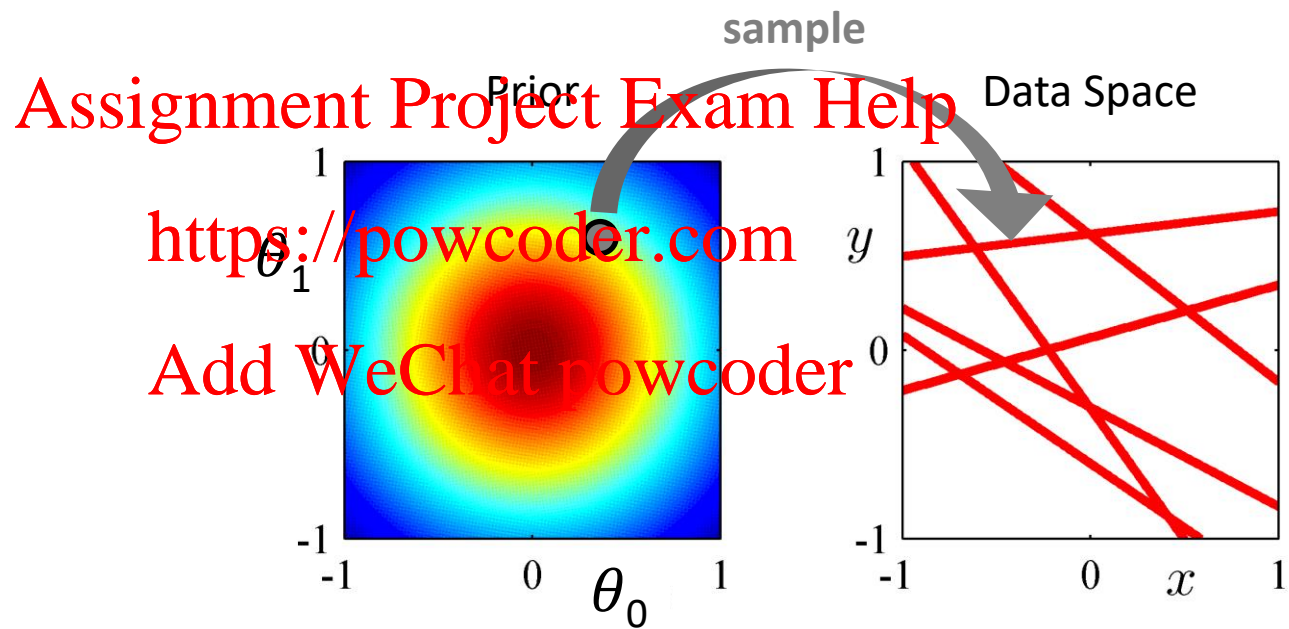 sample
Prior
Data Space
Assignment Project Exam Help
https://powcoder.com
Add WeChat powcoder
θ1
1
0
-1
-1 0 1
θ0
y
1
0
-1
-1 0 x 1